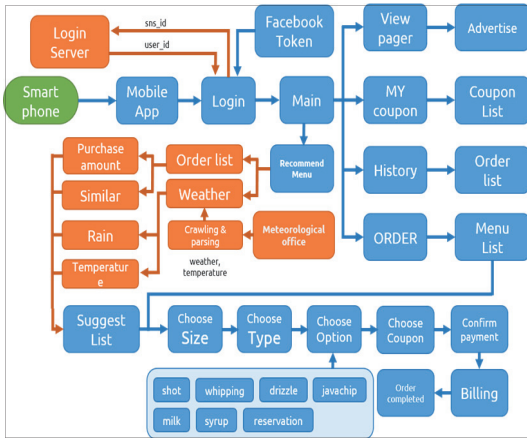 Login
Server
sns_id
user_id
Facebook
Token
View
pager
Advertise
Smart
phone
Mobile
App
Login
Main
MY
coupon
Coupon
List
Purchase
amount
Order list
Recommend
Menu
History
Order
list
Similar
Weather
Rain
Crawling &
parsing
Meteorological
office
ORDER
Menu
List
weather,
temperature
Temperatur
e
Suggest
List
Choose
Size
Choose
Type
Choose
Option
Choose
Coupon
Confirm
payment
shot
whipping
drizzle
javachip
milk
syrup
reservation
Order
completed
Billing